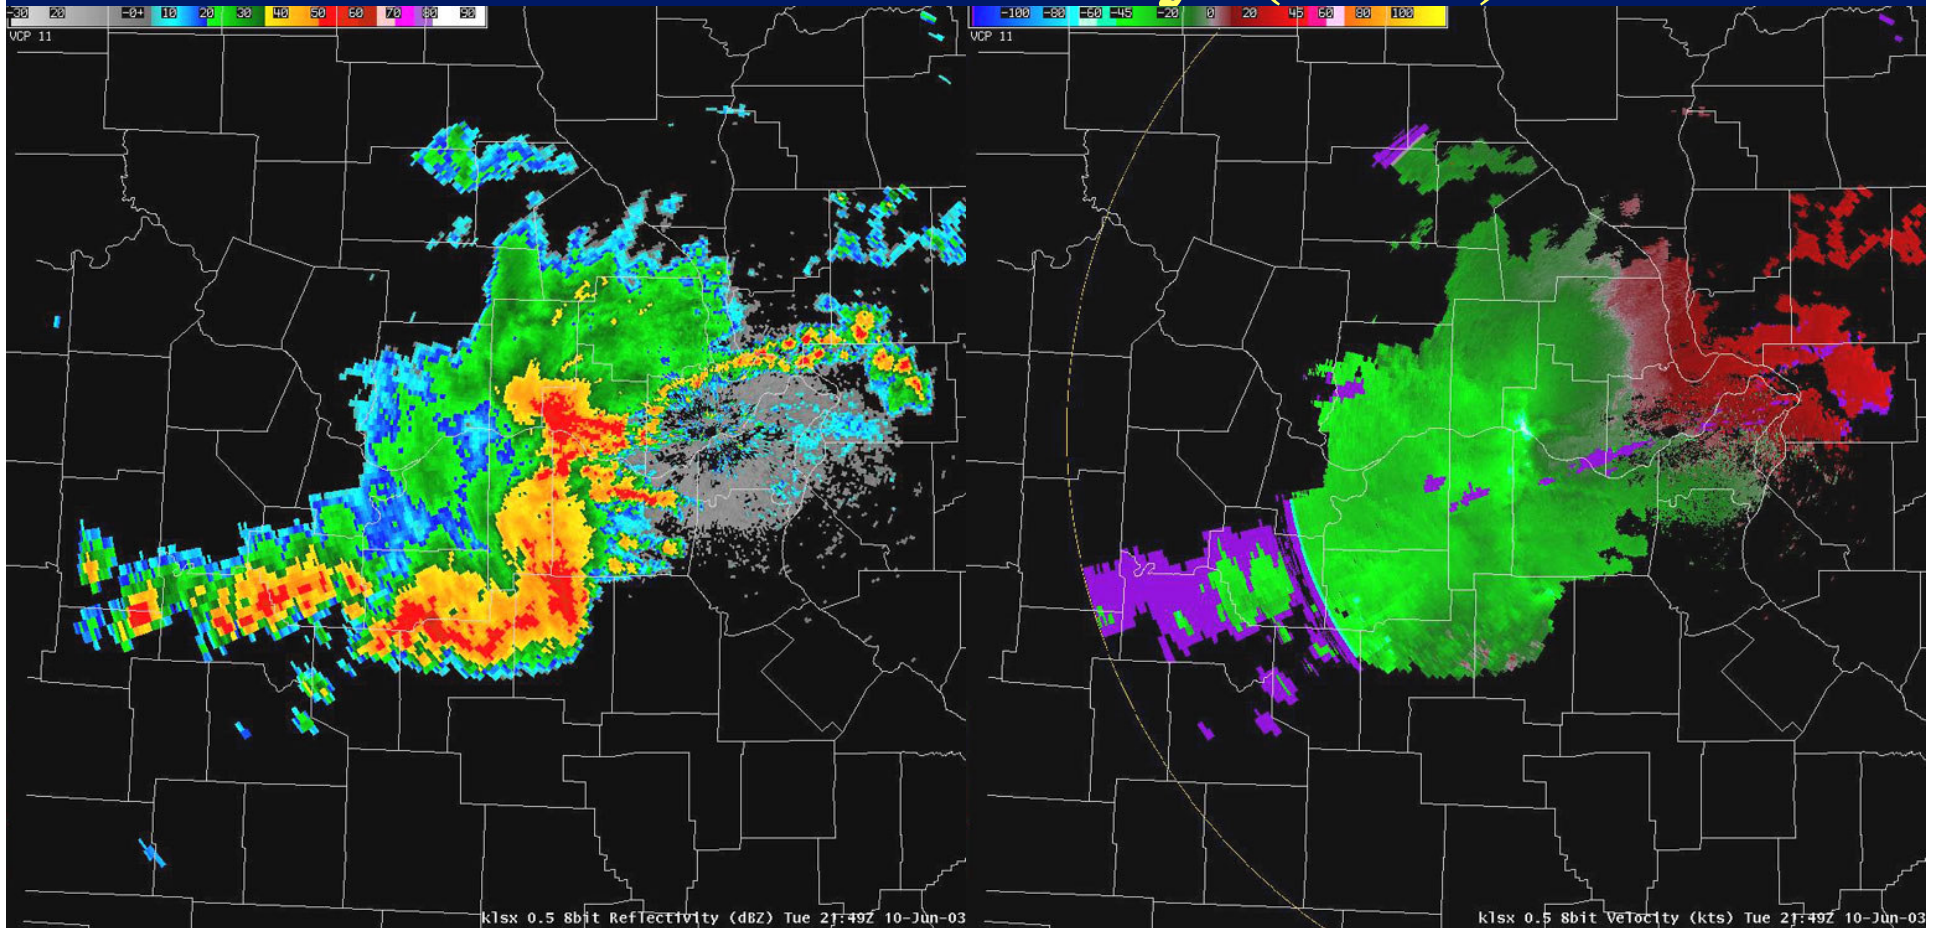 -30 20 -0+ 10 20 30 40 50 60 70 80 90
-100 -80 -60 -45 -20 0 20 45 60 80 100
VCP 11
VCP 11
klsx 0.5 8bit Reflectivity (dBZ) Tue 21:49Z 10-Jun-03
klsx 0.5 8bit Velocity (kts) Tue 21:49Z 10-Jun-03